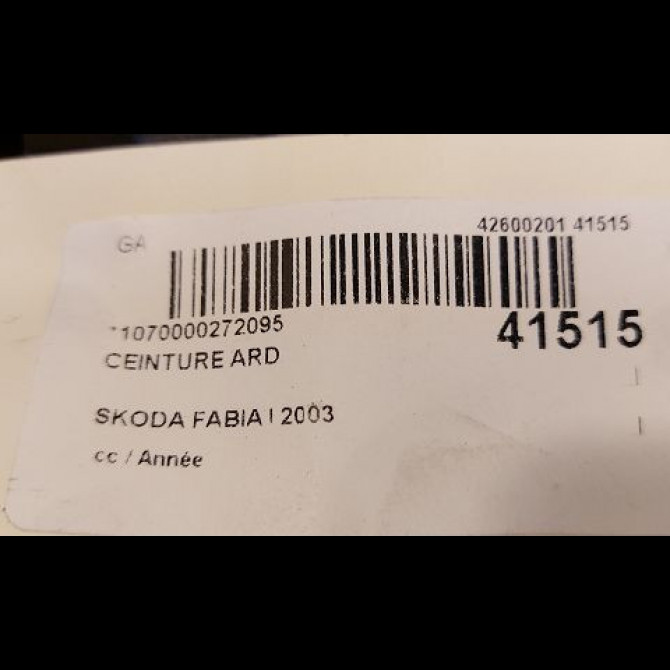 GA
42600201 41515
*1070000272095
41515
CEINTURE ARD
SKODA FABIA I 2003
cc / Année